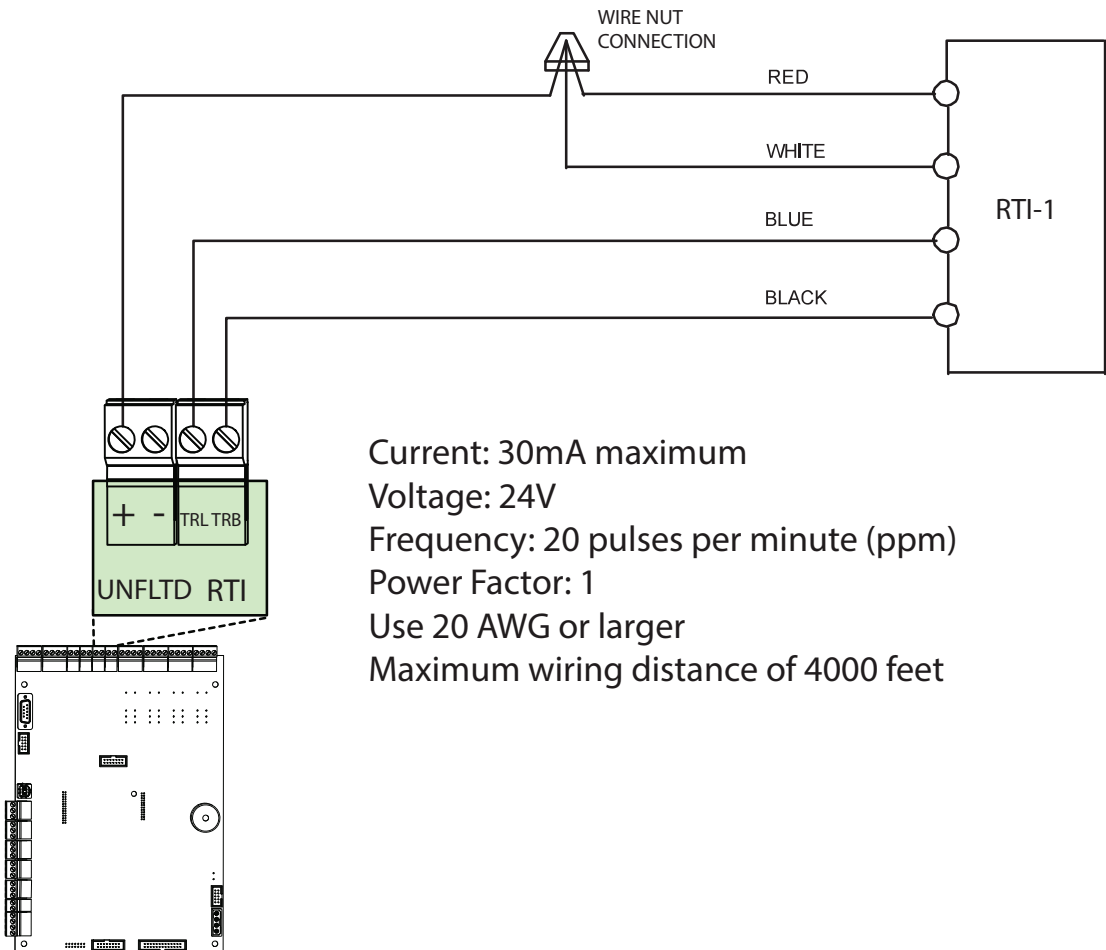 WIRE NUT
CONNECTION
RED
WHITE
BLUE
BLACK
RTI-1
+ - TRL TRB
UNFLTD RTI
Current: 30mA maximum
Voltage: 24V
Frequency: 20 pulses per minute (ppm)
Power Factor: 1
Use 20 AWG or larger
Maximum wiring distance of 4000 feet